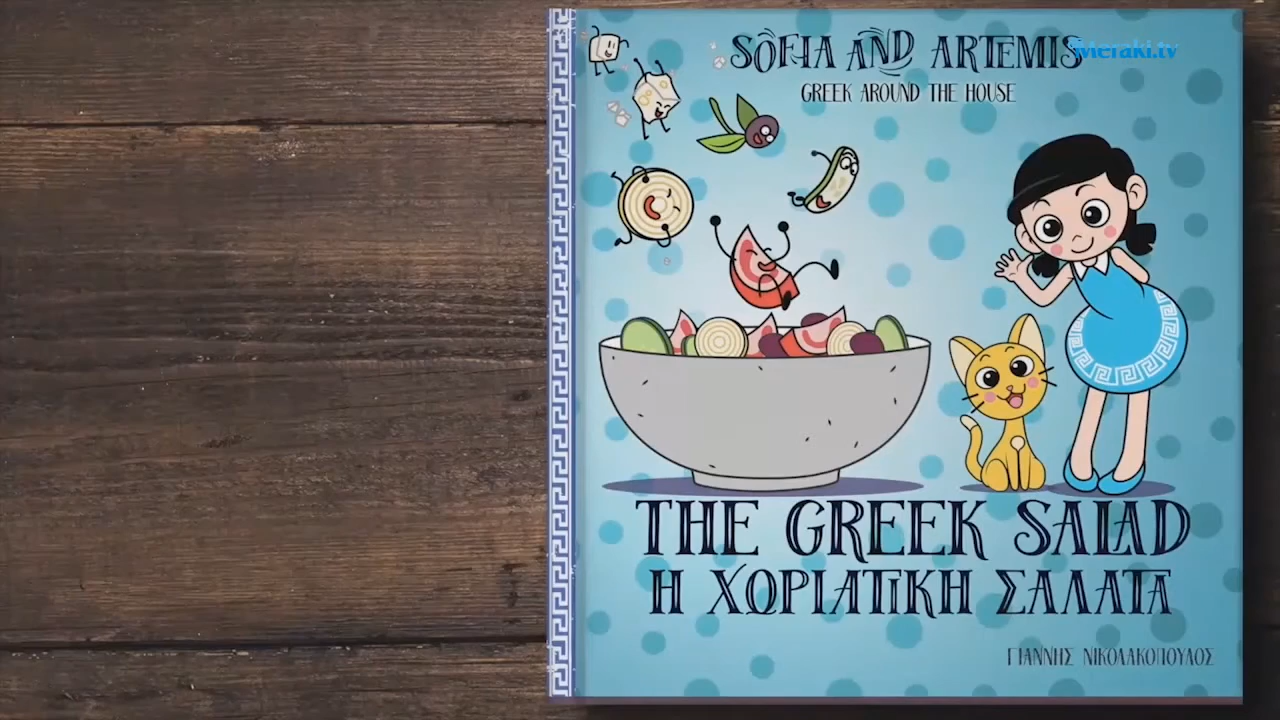 SOFIA AND ARTEMIS
Meraki.tv
GREEK AROUND THE HOUSE
THE GREEK SALAD
Η ΧΩΡΙΑΤΙΚΗ ΣΑΛΑΤΑ
ΓΙΑΝΝΗΣ ΝΙΚΟΛΑΚΟΠΟΥΛΟΣ